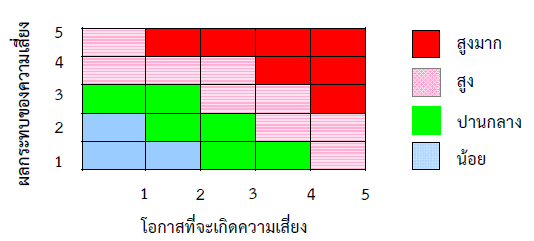 ผลกระทบของความเสี่ยง
5
4
3
2
1
1 2 3 4 5
โอกาสที่จะเกิดความเสี่ยง
สูงมาก
สูง
ปานกลาง
น้อย